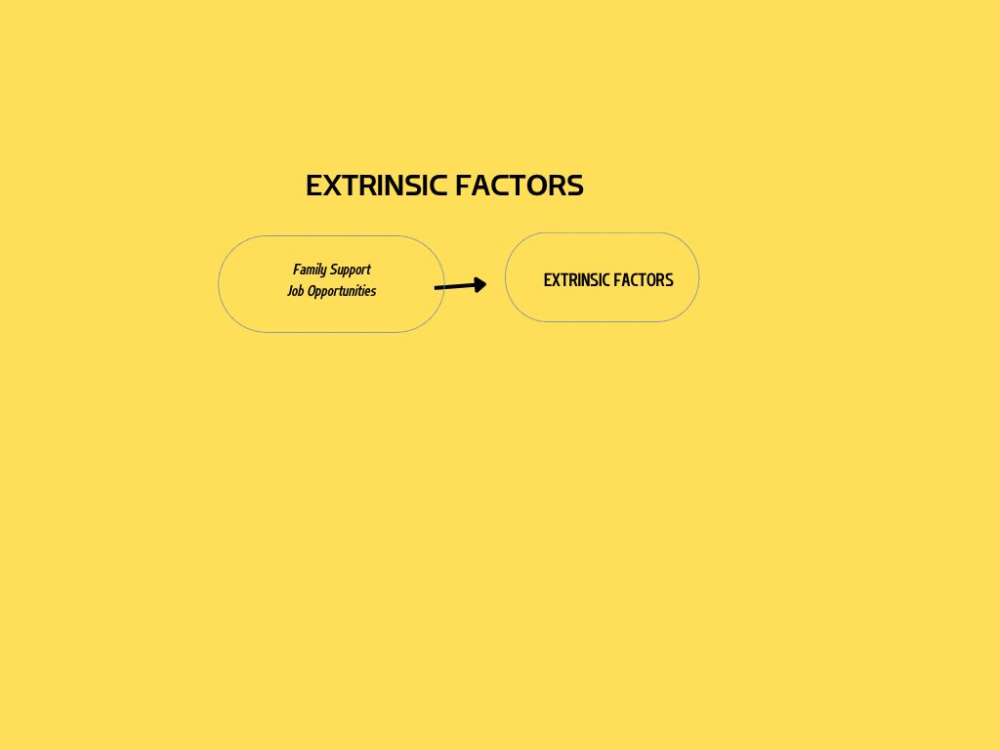 EXTRINSIC FACTORS
Family Support
Job Opportunities
EXTRINSIC FACTORS